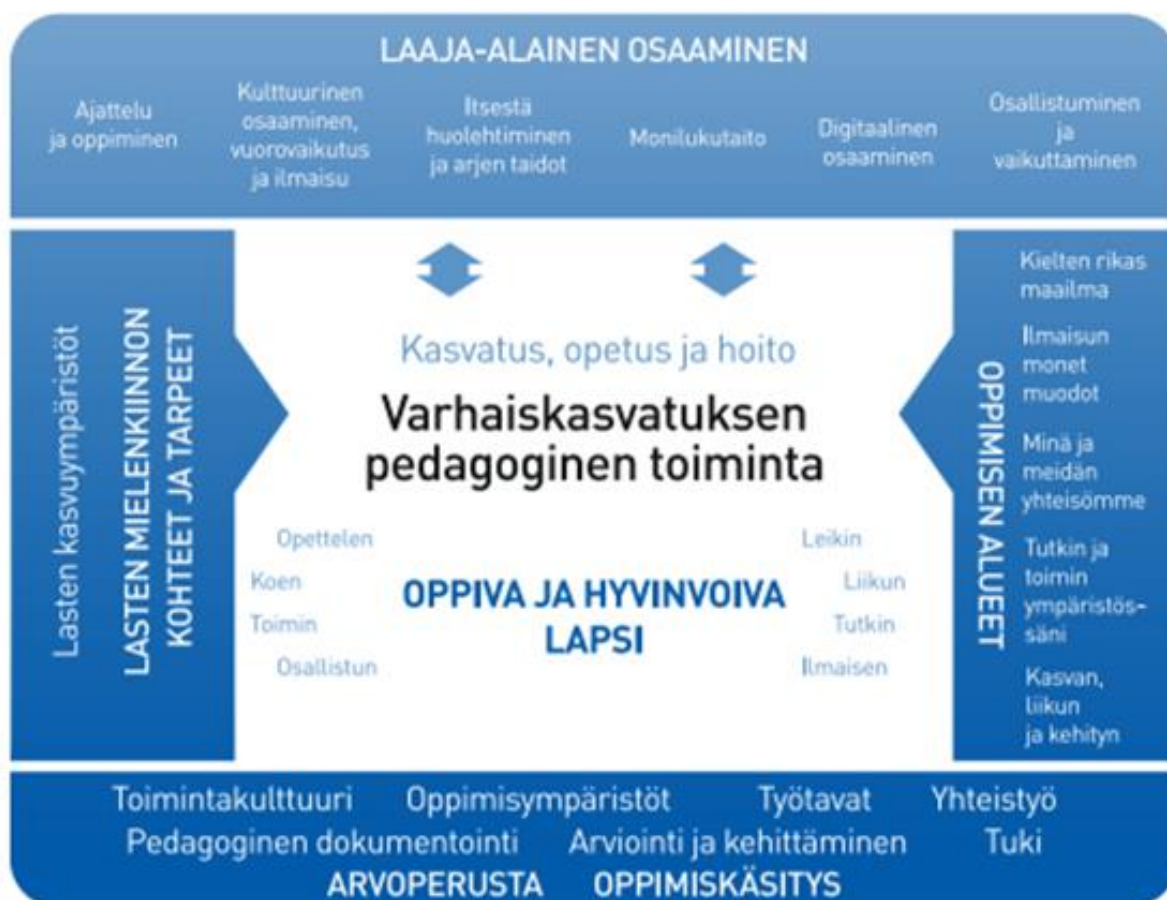 LAAJA-ALAINEN OSAAMINEN
Ajattelu
ja oppiminen
Kulttuurinen
osaaminen,
vuorovaikutus
ja ilmaisu
Itsestä
huolehtiminen
ja arjen taidot
Monilukutaito
Digitaalinen
osaaminen
Osallistuminen
ja
vaikuttaminen
Lasten kasvuympäristöt
LASTEN MIELENKIINNON
KOHTEET JA TARPEET
Kasvatus, opetus ja hoito
Varhaiskasvatuksen
pedagoginen toiminta
Opettelen
Koen
Toimin
Osallistun
OPPIVA JA HYVINVOIVA
LAPSI
Leikin
Liikun
Tutkin
Ilmaisen
OPPIMISEN ALUEET
Kielten rikas
maailma
Ilmaisun
monet
muodot
Minä ja
meidän
yhteisömme
Tutkin ja
toimin
ympäristös-
säni
Kasvan,
liikun
ja kehityn
Toimintakulttuuri Oppimisympäristöt Työtavat Yhteistyö
Pedagoginen dokumentointi Arviointi ja kehittäminen Tuki
ARVOPERUSTA OPPIMISKÄSITYS